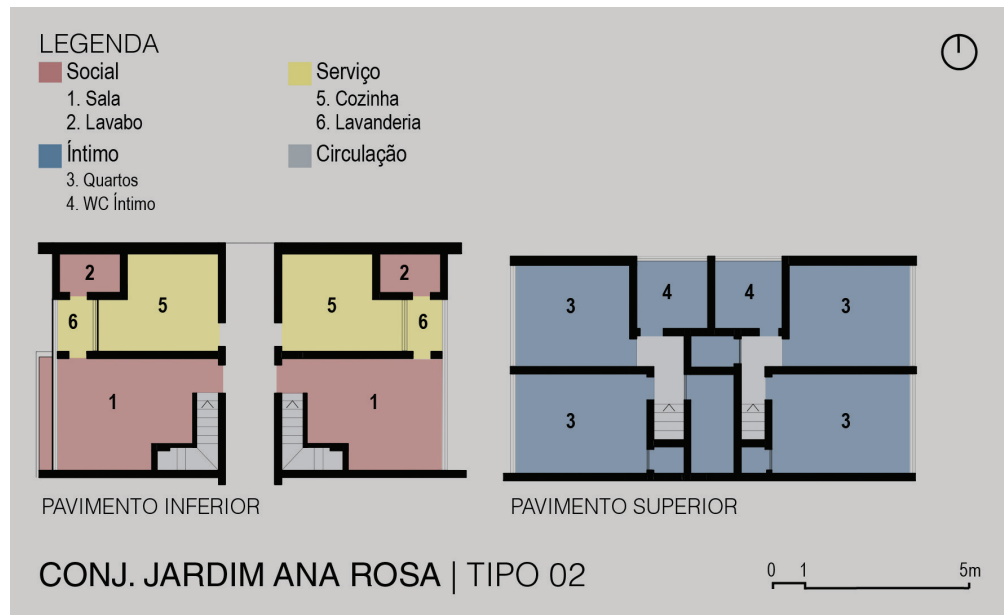 LEGENDA
Social
1. Sala
2. Lavabo
Íntimo
3. Quartos
4. WC Íntimo
Serviço
5. Cozinha
6. Lavanderia
Circulação
2
5
6
1
2
5
6
1
3
4
4
3
3
3
PAVIMENTO INFERIOR
PAVIMENTO SUPERIOR
CONJ. JARDIM ANA ROSA | TIPO 02
0 1 5m